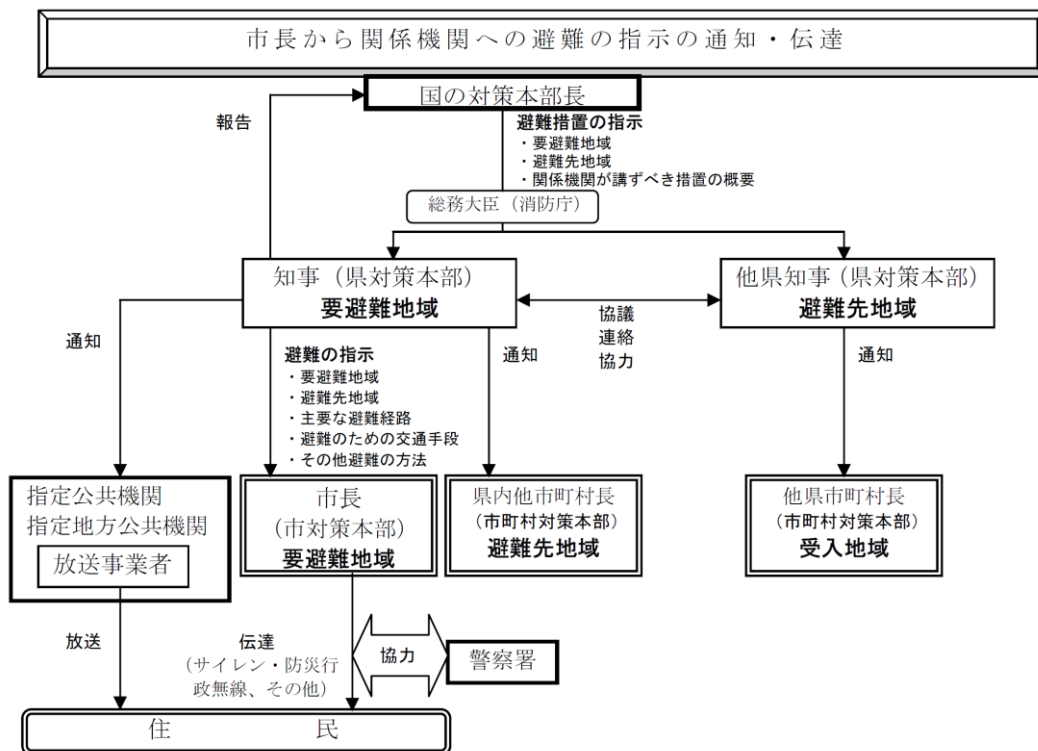 市長から関係機関への避難の指示の通知・伝達
国の対策本部長
報告
避難措置の指示
・要避難地域
・避難先地域
・関係機関が講ずべき措置の概要
総務大臣（消防庁）
知事（県対策本部）
要避難地域
他県知事（県対策本部）
避難先地域
協議
連絡
協力
通知
避難の指示
・要避難地域
・避難先地域
・主要な避難経路
・避難のための交通手段
・その他避難の方法
通知
通知
指定公共機関
指定地方公共機関
放送事業者
市長
（市対策本部）
要避難地域
県内他市町村長
（市町村対策本部）
避難先地域
他県市町村長
（市町村対策本部）
受入地域
放送
伝達
（サイレン・防災行
政無線、その他）
協力
警察署
住　民